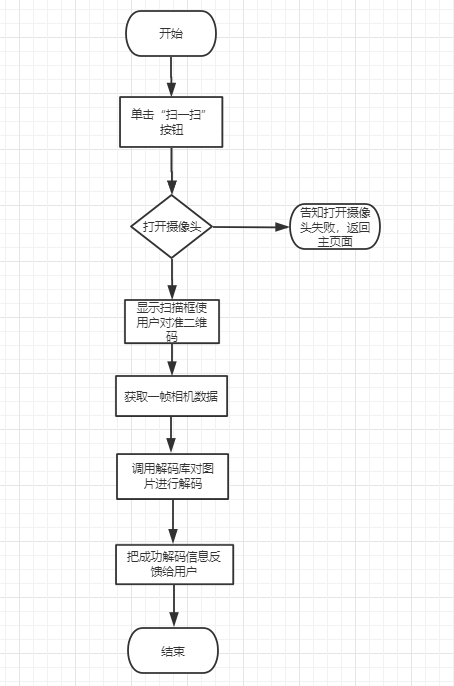 开始
单击“扫一扫”
按钮
打开摄像头
告知打开摄像
头失败，返回
主页面
显示扫描框使
用户对准二维
码
获取一帧相机数据
调用解码库对图
片进行解码
把成功解码信息反
馈给用户
结束